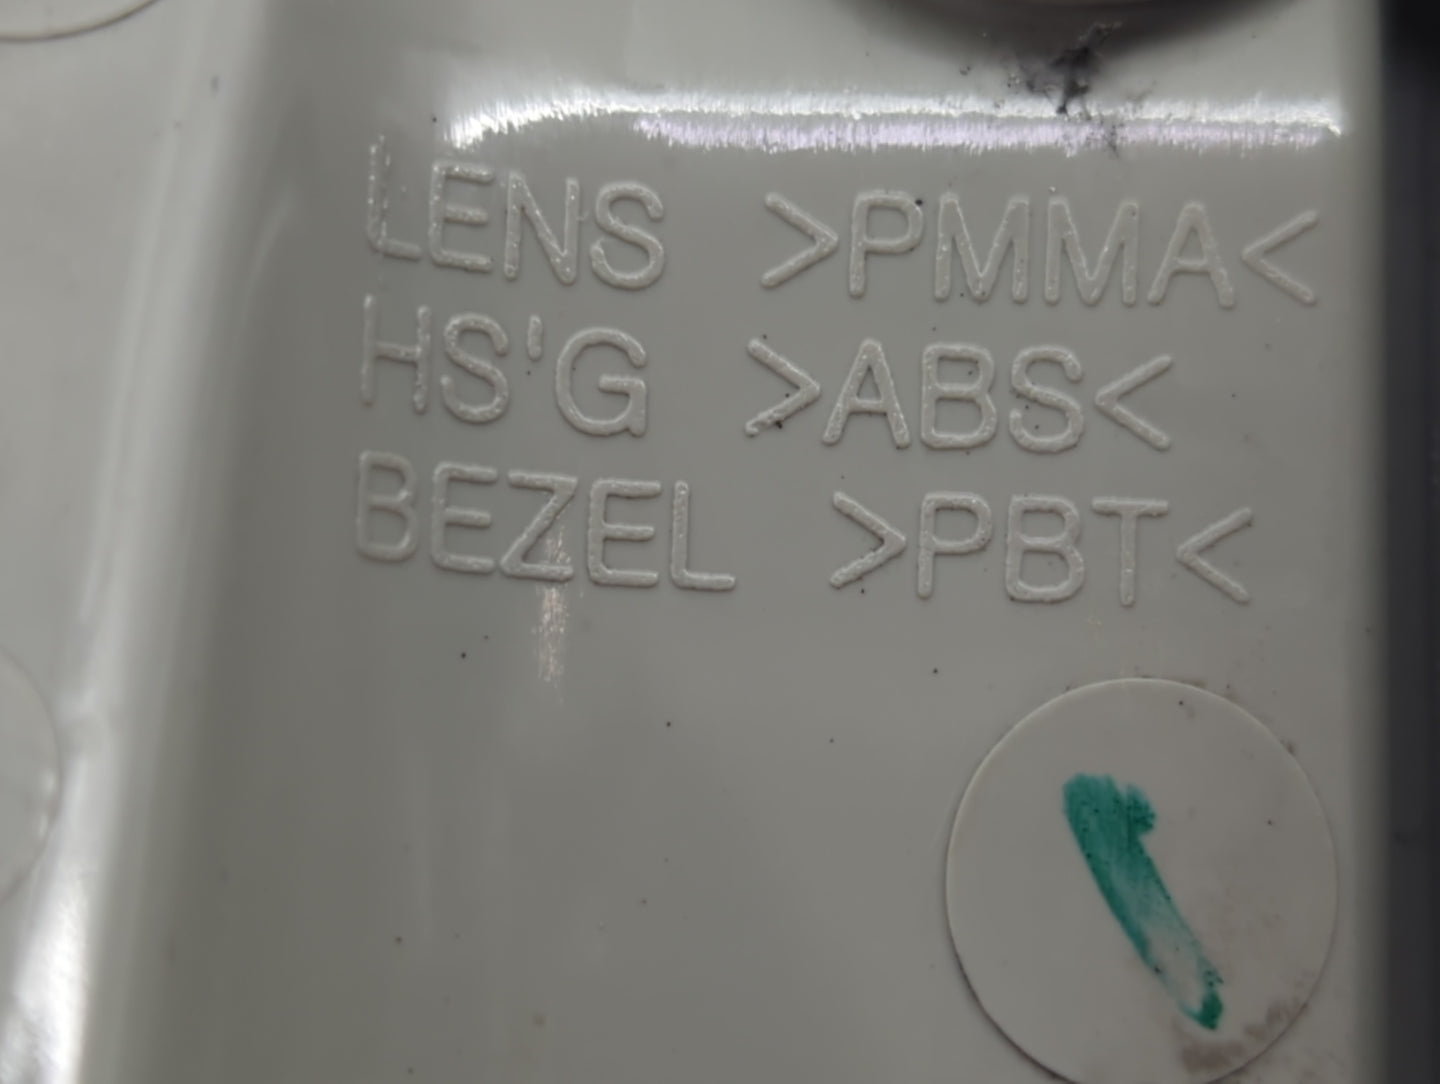 LENS >PMMA<
HS'G >ABS<
BEZEL >PBT<